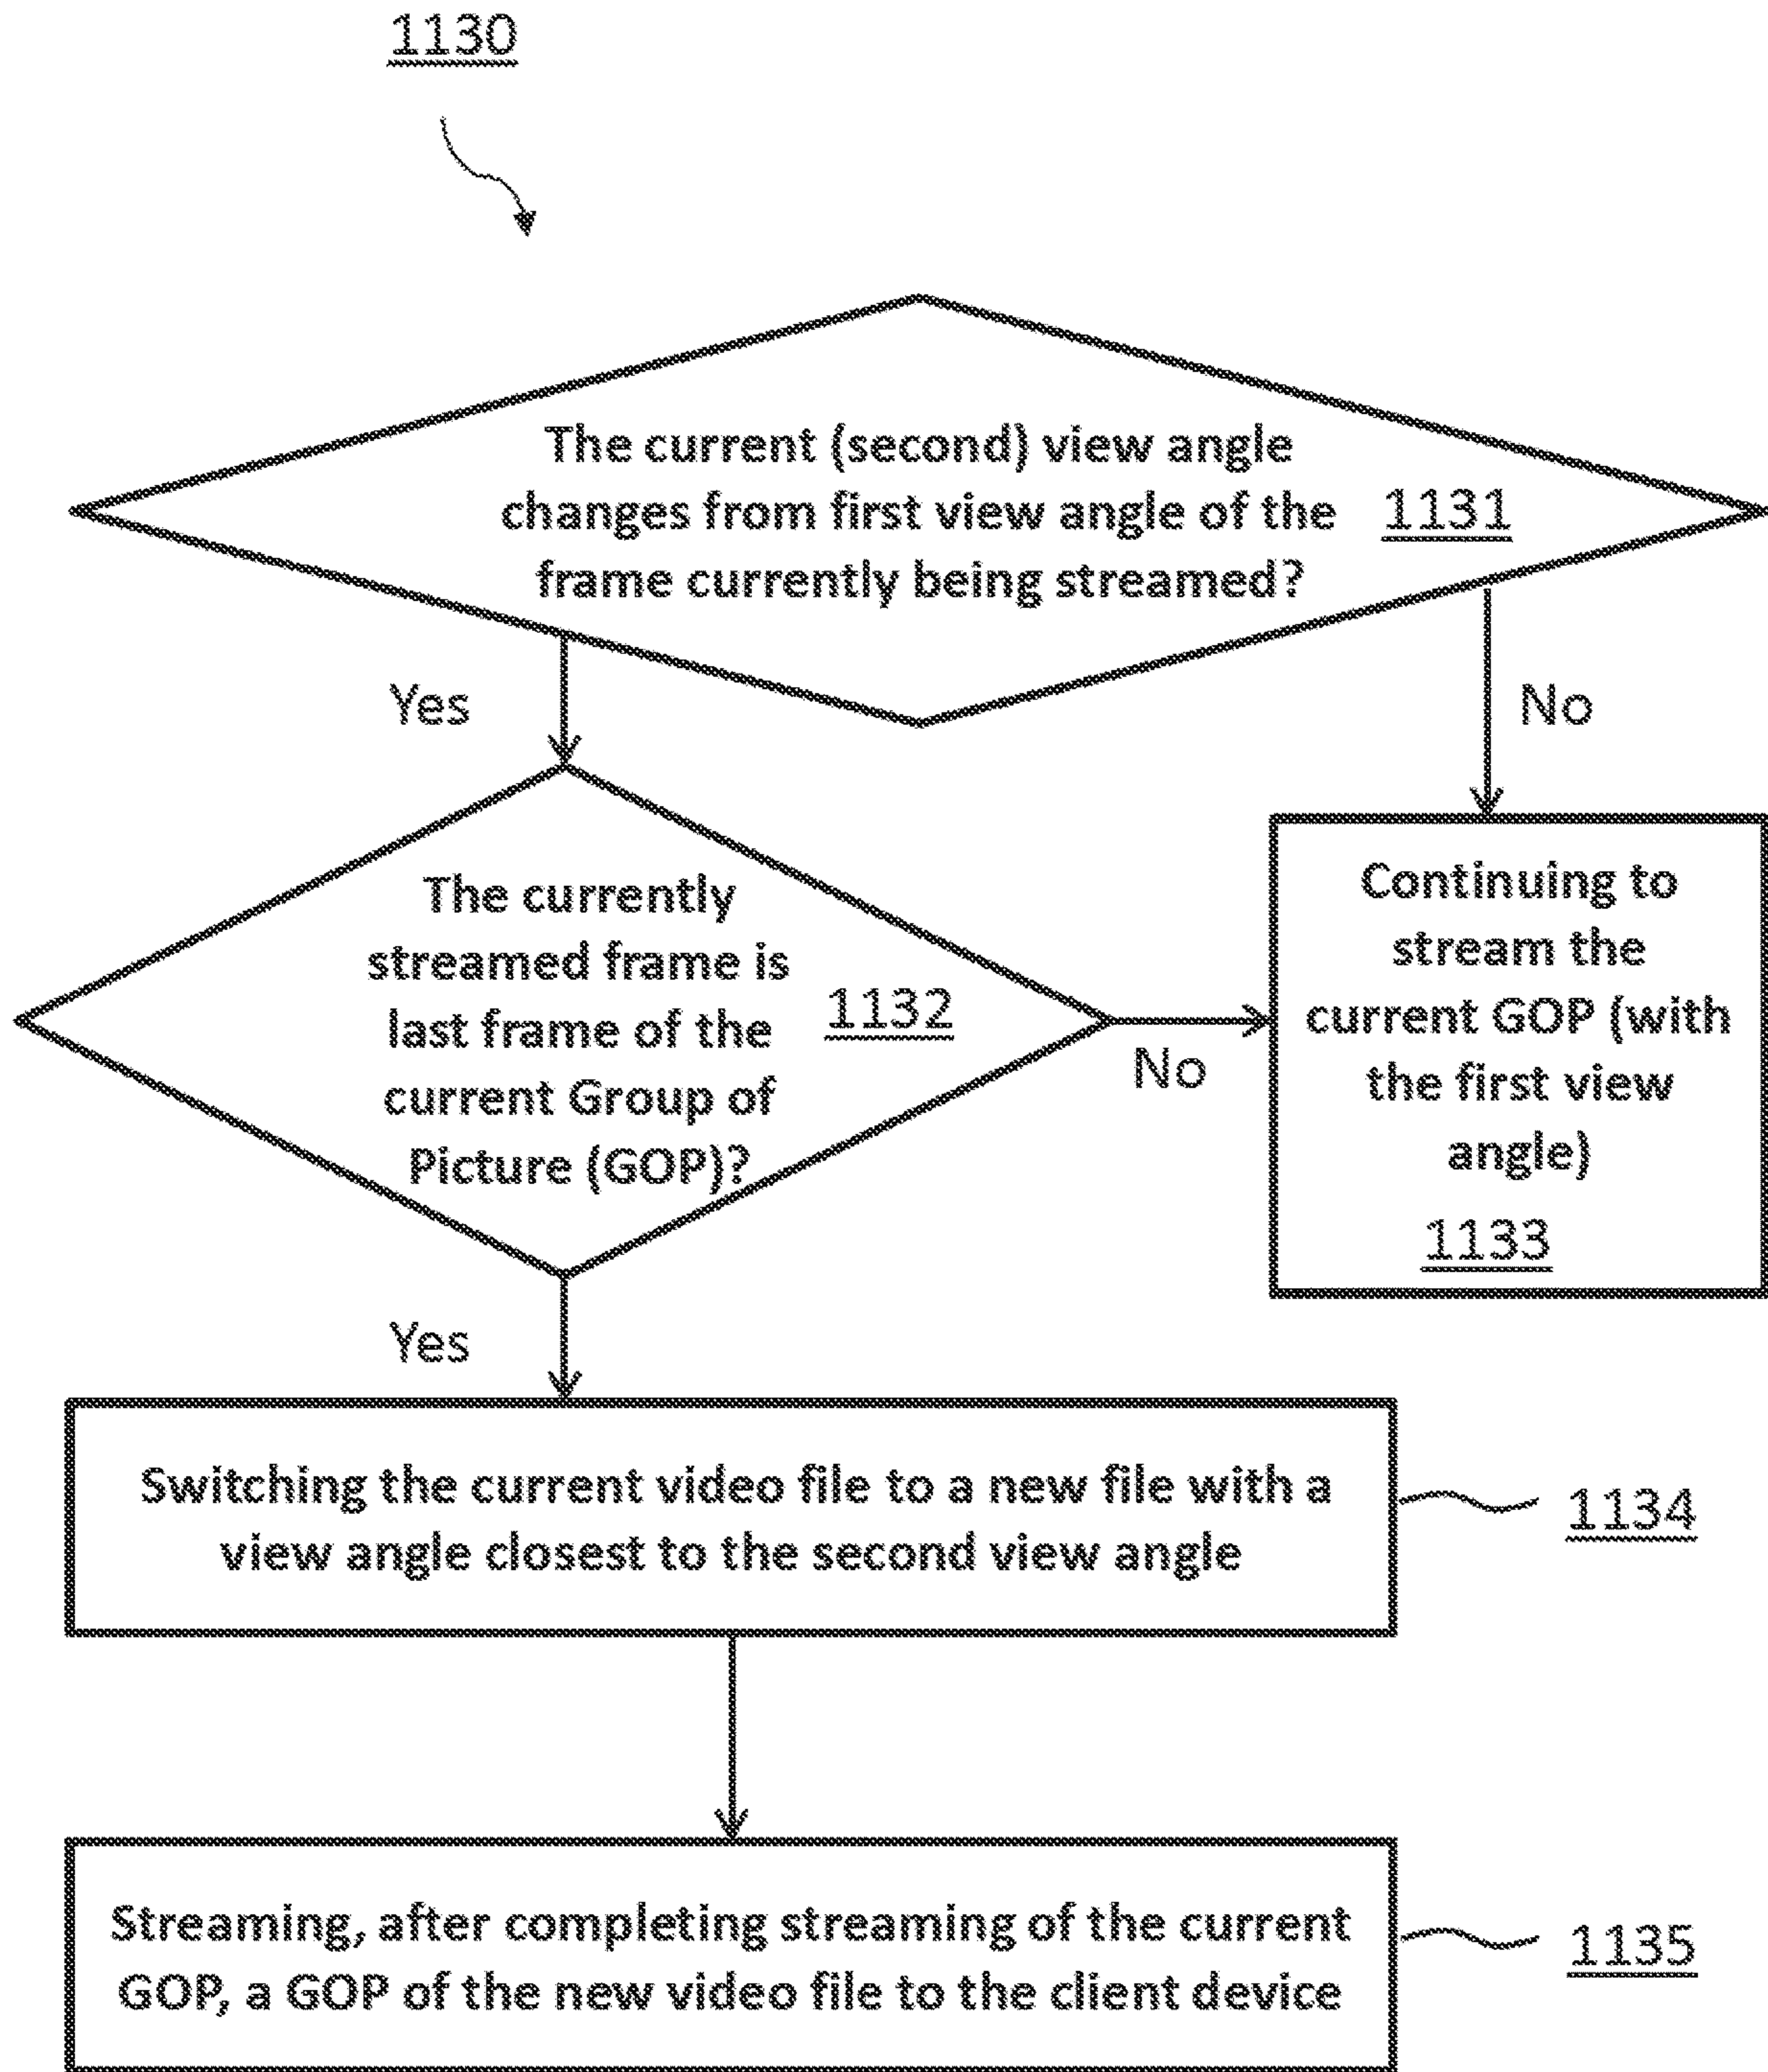 1130
The current (second) view angle
changes from first view angle of the
frame currently being streamed?
1131
Yes
No
The currently
streamed frame is
last frame of the
current Group of
Picture (GOP)?
1132
No
Continuing to
stream the
current GOP (with
the first view
angle)
1133
Yes
Switching the current video file to a new file with a
view angle closest to the second view angle
1134
Streaming, after completing streaming of the current
GOP, a GOP of the new video file to the client device
1135